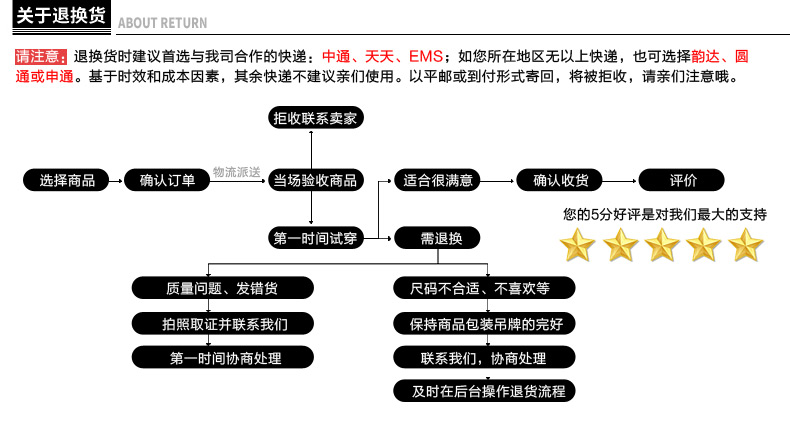 关于退换货
ABOUT RETURN
请注意：退换货时建议首选与我司合作的快递：中通、天天、EMS；如您所在地区无以上快递，也可选择韵达、圆
通或申通。基于时效和成本因素，其余快递不建议亲们使用。以平邮或到付形式寄回，将被拒收，请亲们注意哦。
拒收联系卖家
选择商品
确认订单
物流派送
当场验收商品
适合很满意
确认收货
评价
您的5分好评是对我们最大的支持
第一时间试穿
需退换
质量问题、发错货
尺码不合适、不喜欢等
拍照取证并联系我们
保持商品包装吊牌的完好
第一时间协商处理
联系我们，协商处理
及时在后台操作退货流程